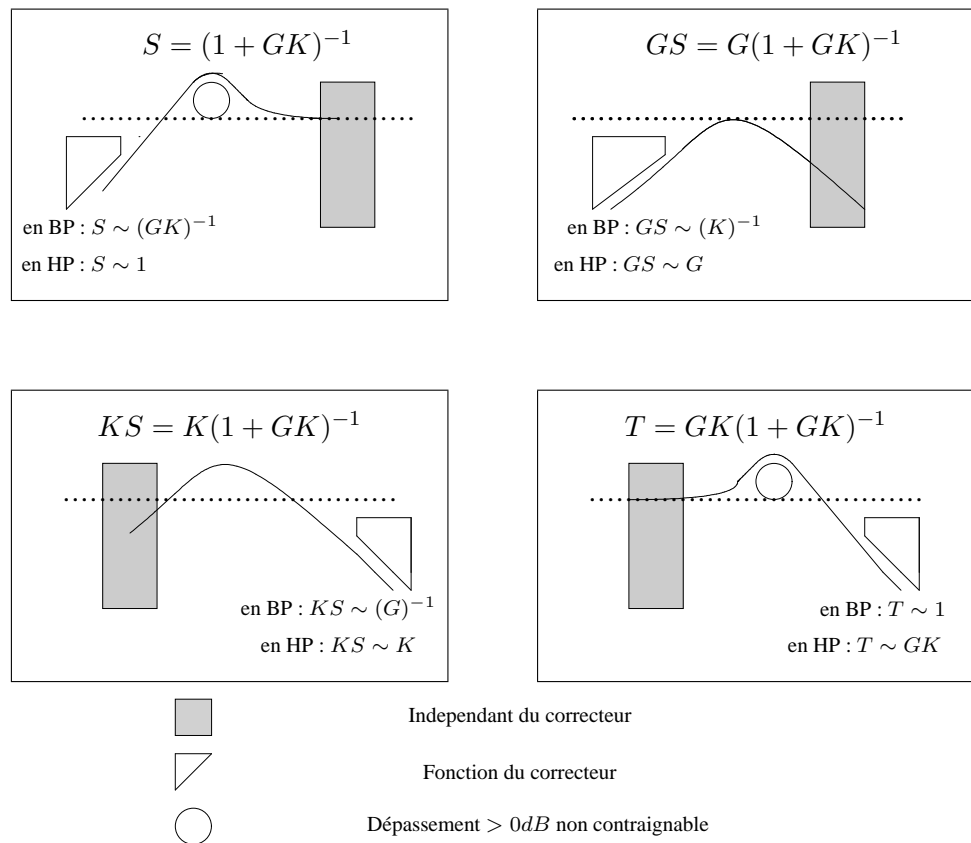 S = (1 + GK)⁻¹
en BP : S ∼ (GK)⁻¹
en HP : S ∼ 1
GS = G(1 + GK)⁻¹
en BP : GS ∼ (K)⁻¹
en HP : GS ∼ G
KS = K(1 + GK)⁻¹
en BP : KS ∼ (G)⁻¹
en HP : KS ∼ K
T = GK(1 + GK)⁻¹
en BP : T ∼ 1
en HP : T ∼ GK
Independant du correcteur
Fonction du correcteur
Dépassement > 0dB non contraignable